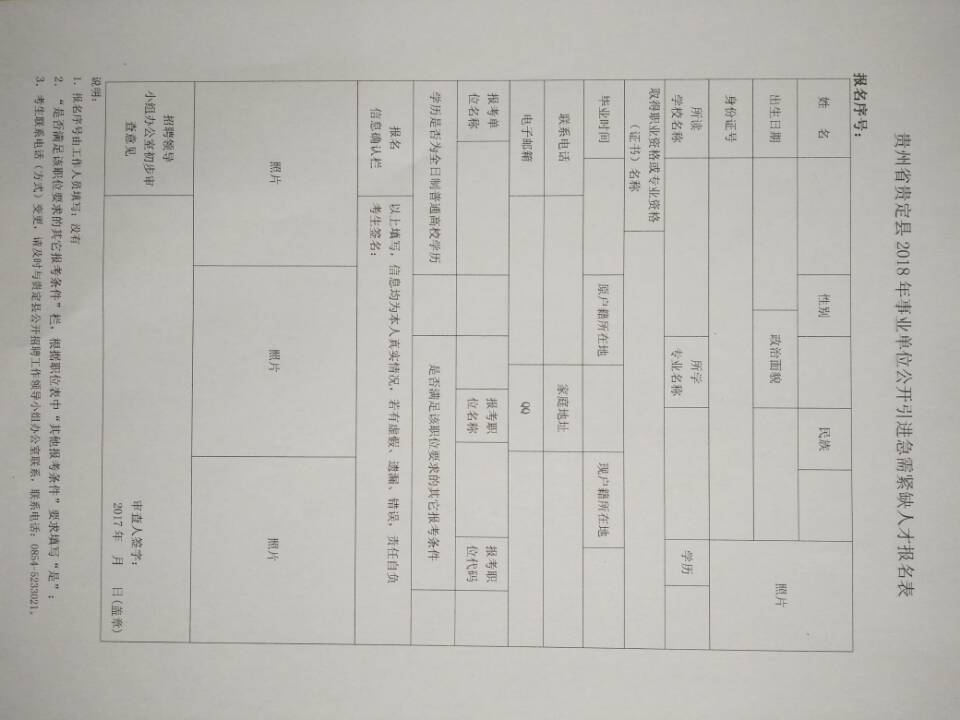 贵州省贵定县2018年事业单位公开引进急需紧缺人才报名表
报名序号：
姓 名
性别
民族
照片
出生日期
政治面貌
身份证号
所读
学校名称
所学
专业名称
学历
取得职业资格或专业资格
（证书）名称
毕业时间
原户籍所在地
现户籍所在地
联系电话
家庭地址
电子邮箱
QQ
报考单
位名称
报考职
位名称
报考职
位代码
学历是否为全日制普通高校学历
是否满足该职位要求的其它报考条件
报名
信息确认栏
以上填写，信息均为本人真实情况，若有虚假、遗漏、错误，责任自负
考生签名：
照片
照片
照片
招聘领导
小组办公室初步审
查意见
审查人签字：
2017年 月 日(盖章)
说明：
1、报名序号由工作人员填写；没有
2、“是否满足该职位要求的其它报考条件”栏，根据职位表中“其他报考条件”要求填写“是”；
3、考生联系电话（方式）变更，请及时与贵定县公开招聘工作领导小组办公室联系，联系电话：0854-5233021。